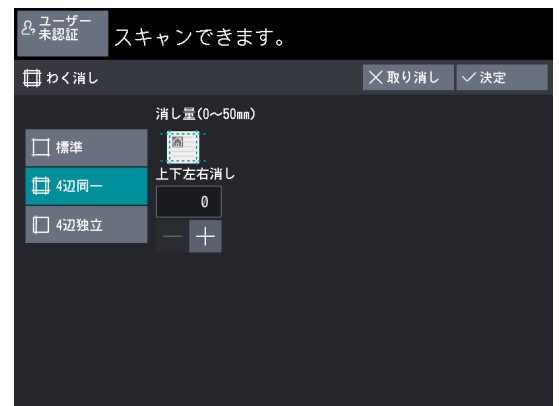 ユーザー
未認証
スキャンできます。
わく消し
取り消し
決定
消し量(0～50mm)
標準
4辺同一
4辺独立
上下左右消し
0